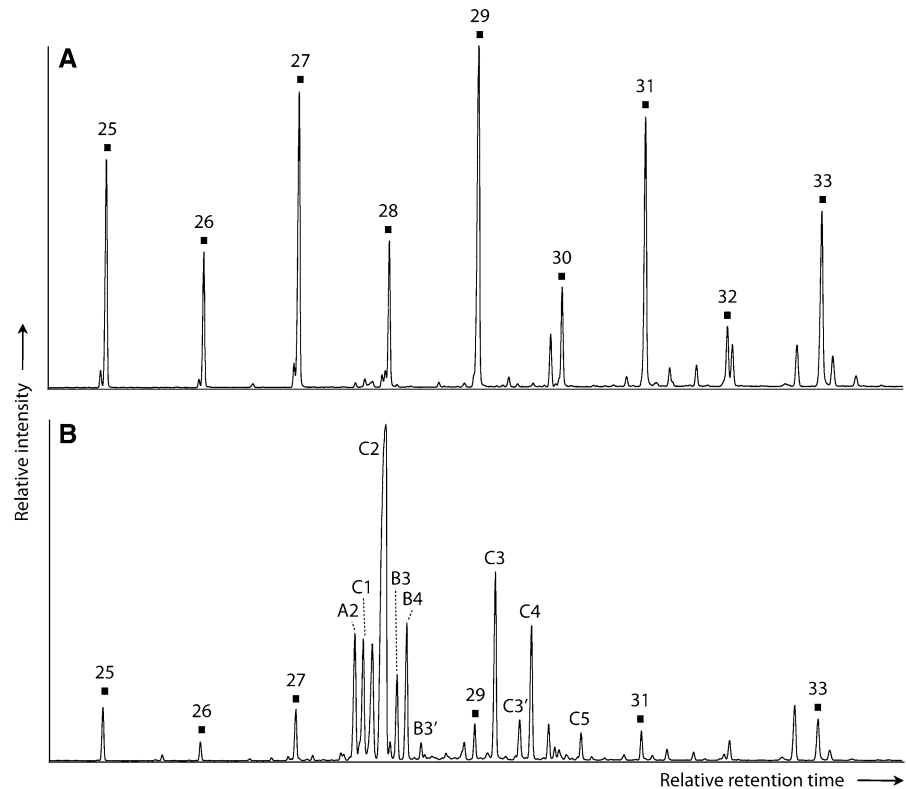 A
25
26
27
28
29
30
31
32
33
Relative intensity
B
25
26
27
A2
C1
C2
B3
B4
B3′
29
C3
C3′
C4
C5
31
33
Relative retention time